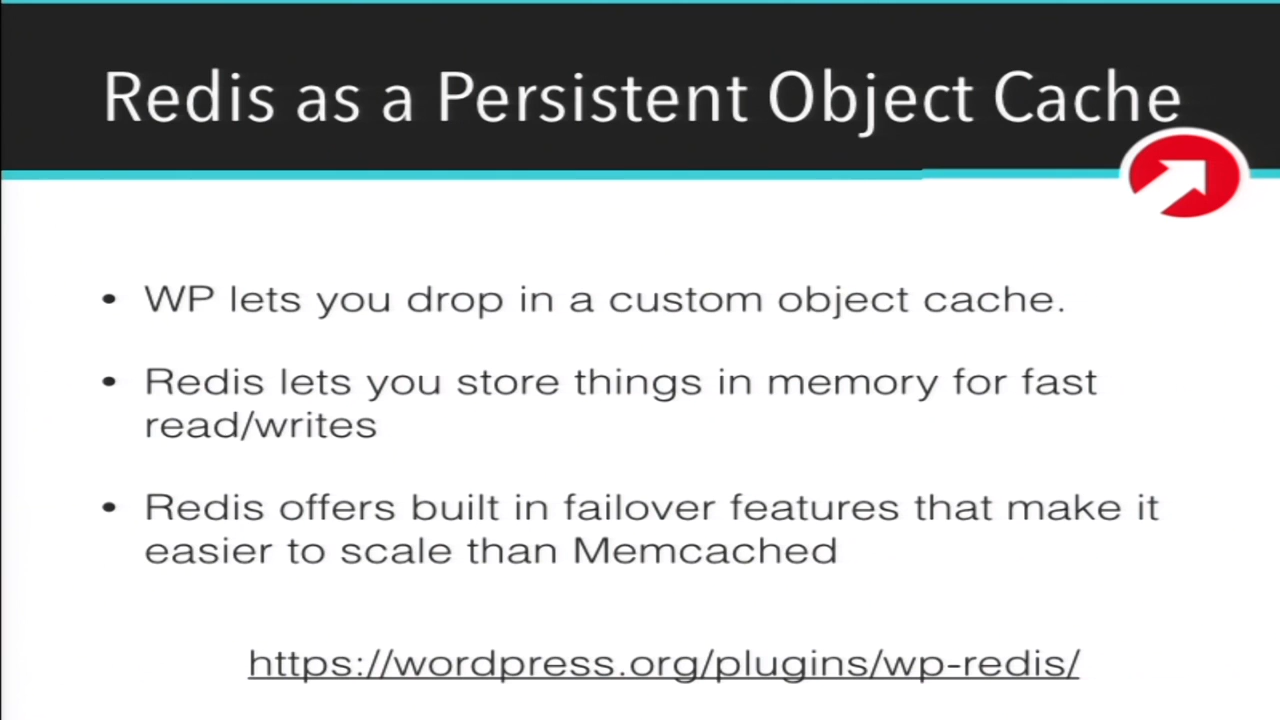 Redis as a Persistent Object Cache
• WP lets you drop in a custom object cache.
• Redis lets you store things in memory for fast
read/writes
• Redis offers built in failover features that make it
easier to scale than Memcached
https://wordpress.org/plugins/wp-redis/